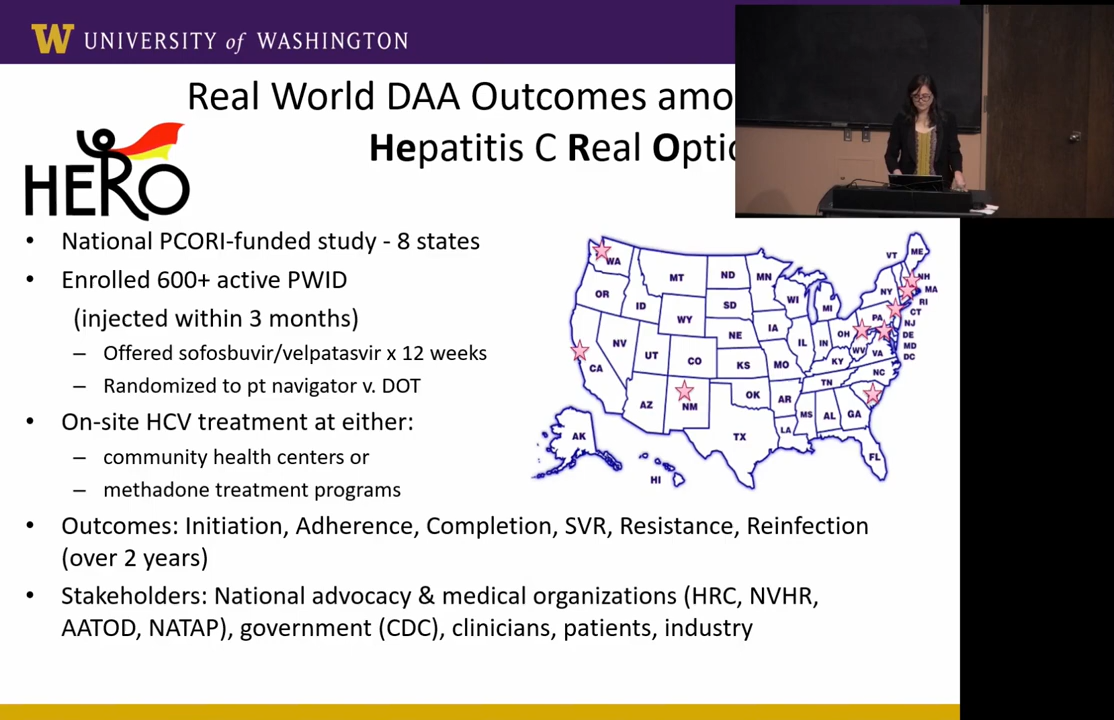 W UNIVERSITY of WASHINGTON
Real World DAA Outcomes
Hepatitis C Real
HERO
• National PCORI-funded study - 8 states
• Enrolled 600+ active PWID
(injected within 3 months)
– Offered sofosbuvir/velpatasvir x 12 weeks
– Randomized to pt navigator v. DOT
• On-site HCV treatment at either:
– community health centers or
– methadone treatment programs
• Outcomes: Initiation, Adherence, Completion, SVR, Resistance, Reinfection
(over 2 years)
• Stakeholders: National advocacy & medical organizations (HRC, NVHR,
AATOD, NATAP), government (CDC), clinicians, patients, industry
WA MT ND MN VT ME
OR ID SD WI MI NY NH MA
WY RI
CT
NE IA PA NJ
NV UT IL IN OH DE
CA CO KS MO KY WV VA MD
DC
NC
AZ NM OK AR TN
MS AL GA
TX LA
FL
AK
HI